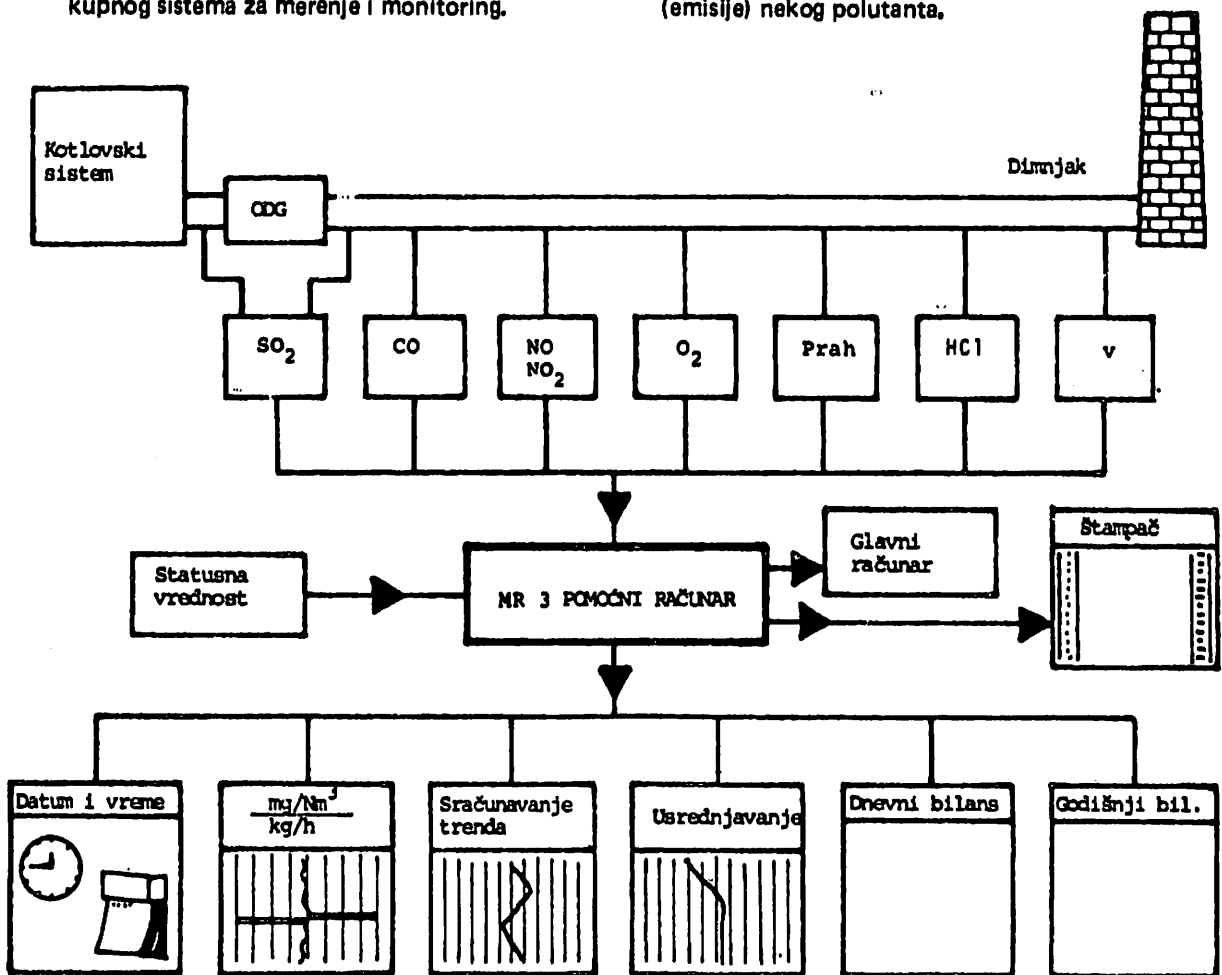 kupnog sistema za merenje i monitoring.
(emisije) nekog polutanta.
Kotlovski
sistem
ODG
Dimnjak
SO₂
CO
NO
NO₂
O₂
Prah
HCl
v
Statusna
vrednost
MR 3 POMOĆNI RAČUNAR
Glavni
računar
Štampač
Datum i vreme
mg/Nm³
kg/h
Sračunavanje
trenda
Usrednjavanje
Dnevni bilans
Godišnji bil.